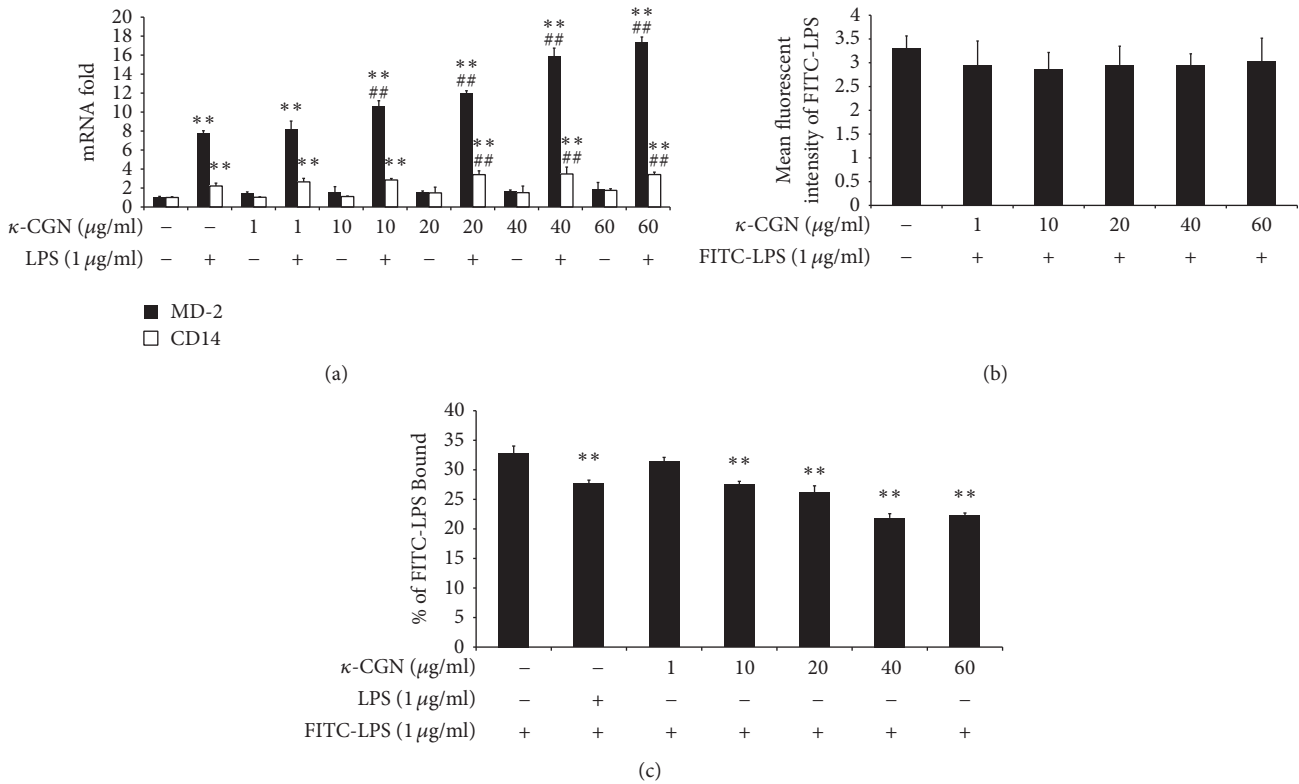 20
18
16
14
12
10
8
6
4
2
0
mRNA fold
** ** ** ** ** ## ** ** ## ** ## ** ## ** ## ** ## ** ##
κ-CGN (μg/ml) – – 1 1 10 10 20 20 40 40 60 60
LPS (1 μg/ml) – + – + – + – + – + – +
MD-2
CD14
(a)
4
3.5
3
2.5
2
1.5
1
0.5
0
Mean fluorescent
intensity of FITC-LPS
κ-CGN (μg/ml) – 1 10 20 40 60
FITC-LPS (1 μg/ml) – + + + + +
(b)
40
35
30
25
20
15
10
5
0
% of FITC-LPS Bound
** ** ** ** **
κ-CGN (μg/ml) – – 1 10 20 40 60
LPS (1 μg/ml) – + – – – – –
FITC-LPS (1 μg/ml) + + + + + + +
(c)